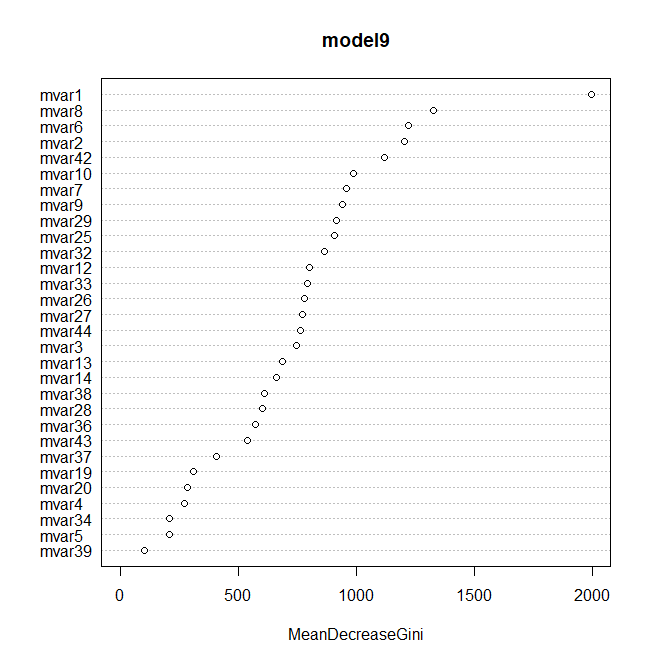 model9
mvar1
mvar8
mvar6
mvar2
mvar42
mvar10
mvar7
mvar9
mvar29
mvar25
mvar32
mvar12
mvar33
mvar26
mvar27
mvar44
mvar3
mvar13
mvar14
mvar38
mvar28
mvar36
mvar43
mvar37
mvar19
mvar20
mvar4
mvar34
mvar5
mvar39
0 500 1000 1500 2000
MeanDecreaseGini